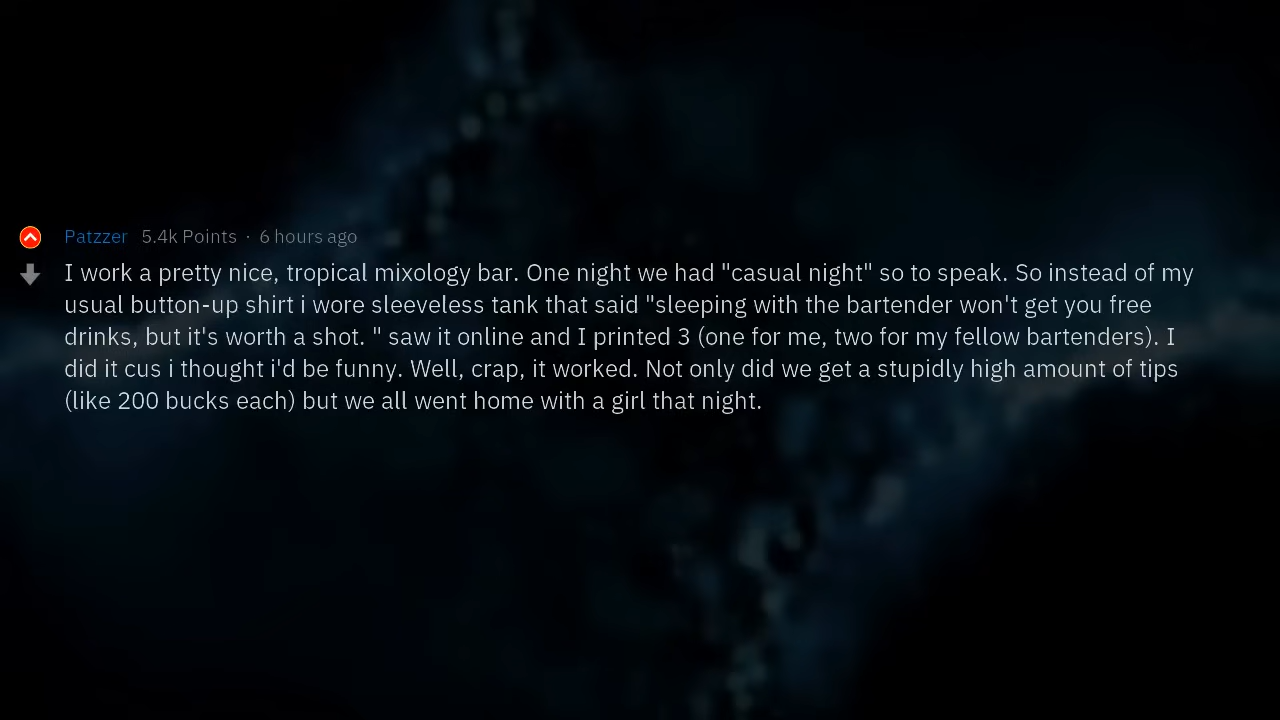 Patzzer 5.4k Points · 6 hours ago
I work a pretty nice, tropical mixology bar. One night we had "casual night" so to speak. So instead of my
usual button-up shirt i wore sleeveless tank that said "sleeping with the bartender won't get you free
drinks, but it's worth a shot. " saw it online and I printed 3 (one for me, two for my fellow bartenders). I
did it cus i thought i'd be funny. Well, crap, it worked. Not only did we get a stupidly high amount of tips
(like 200 bucks each) but we all went home with a girl that night.